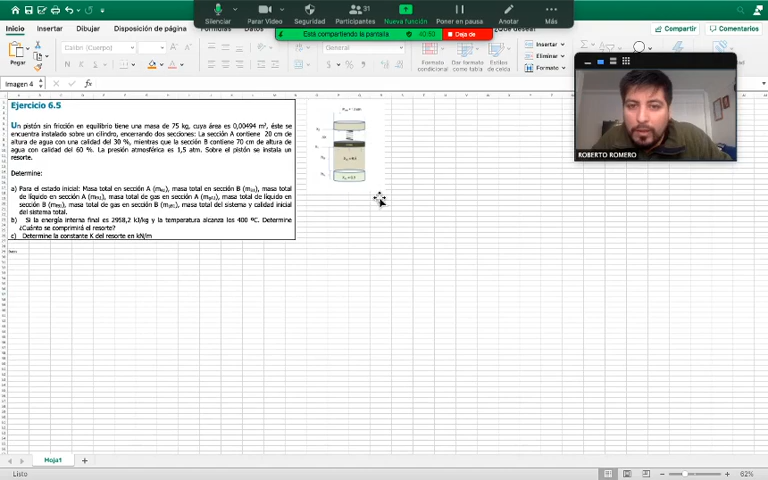 Silenciar
Parar Video
Seguridad
31
Participantes
Nueva función
Poner en pausa
Anotar
Más
Está compartiendo la pantalla
40:50
Deja de
Inicio
Insertar
Dibujar
Disposición de página
Compartir
Comentarios
Pegar
Calibri (Cuerpo)
General
Formato
condicional
Dar formato
como tabla
Estilos
de celda
Insertar
Eliminar
Formato
Imagen 4
fx
Ejercicio 6.5
Un pistón sin fricción en equilibrio tiene una masa de 75 kg, cuya área es 0,00494 m², éste se
encuentra instalado sobre un cilindro, encerrando dos secciones: La sección A contiene 20 cm de
altura de agua con una calidad del 30 %, mientras que la sección B contiene 70 cm de
agua con calidad del 60 %. La presión atmosférica es 1,5 atm. Sobre el pistón se instala un
resorte.
Determine:
a) Para el estado inicial: Masa total en sección A, masa total en sección B, masa total
de líquido en sección A, masa total de gas en sección A, masa total de líquido en
sección B, masa total de gas en sección B, masa total del sistema y calidad inicial
del sistema total.
b) Si la energía interna final es 2958,2 kJ/kg y la temperatura alcanza los 400 ºC. Determine
¿Cuánto se comprimirá el resorte?
c) Determine la constante K del resorte en kN/m
ROBERTO ROMERO
Hoja1
Listo
62%